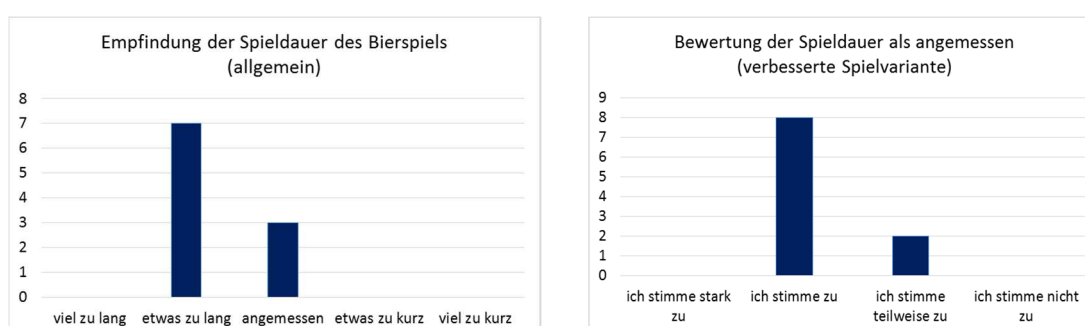 Empfindung der Spieldauer des Bierspiels
(allgemein)
8
7
6
5
4
3
2
1
0
viel zu lang etwas zu lang angemessen etwas zu kurz viel zu kurz
Bewertung der Spieldauer als angemessen
(verbesserte Spielvariante)
9
8
7
6
5
4
3
2
1
0
ich stimme stark ich stimme zu ich stimme ich stimme nicht
zu teilweise zu zu